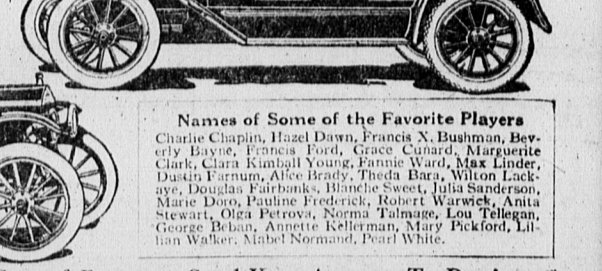 Names of Some of the Favorite Players
Charlie Chaplin, Hazel Dawn, Francis X. Bushman, Bev-
erly Bayne, Francis Ford, Grace Cunard, Marguerite
Clark, Clara Kimball Young, Fannie Ward, Max Linder,
Dustin Farnum, Alice Brady, Theda Bara, Wilton Lack-
aye, Douglas Fairbanks, Blanche Sweet, Julia Sanderson,
Marie Doro, Pauline Frederick, Robert Warwick, Anita
Stewart, Olga Petrova, Norma Talmage, Lou Tellegan,
George Beban, Annette Kellerman, Mary Pickford, Lil-
lian Walker, Mabel Normand, Pearl White.